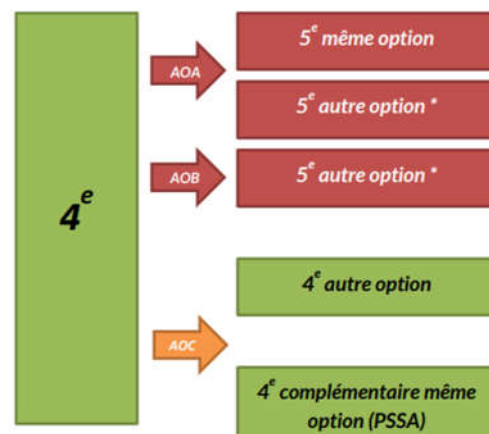 4e
AOA
5e même option
5e autre option *
AOB
5e autre option *
4e autre option
AOC
4e complémentaire même
option (PSSA)